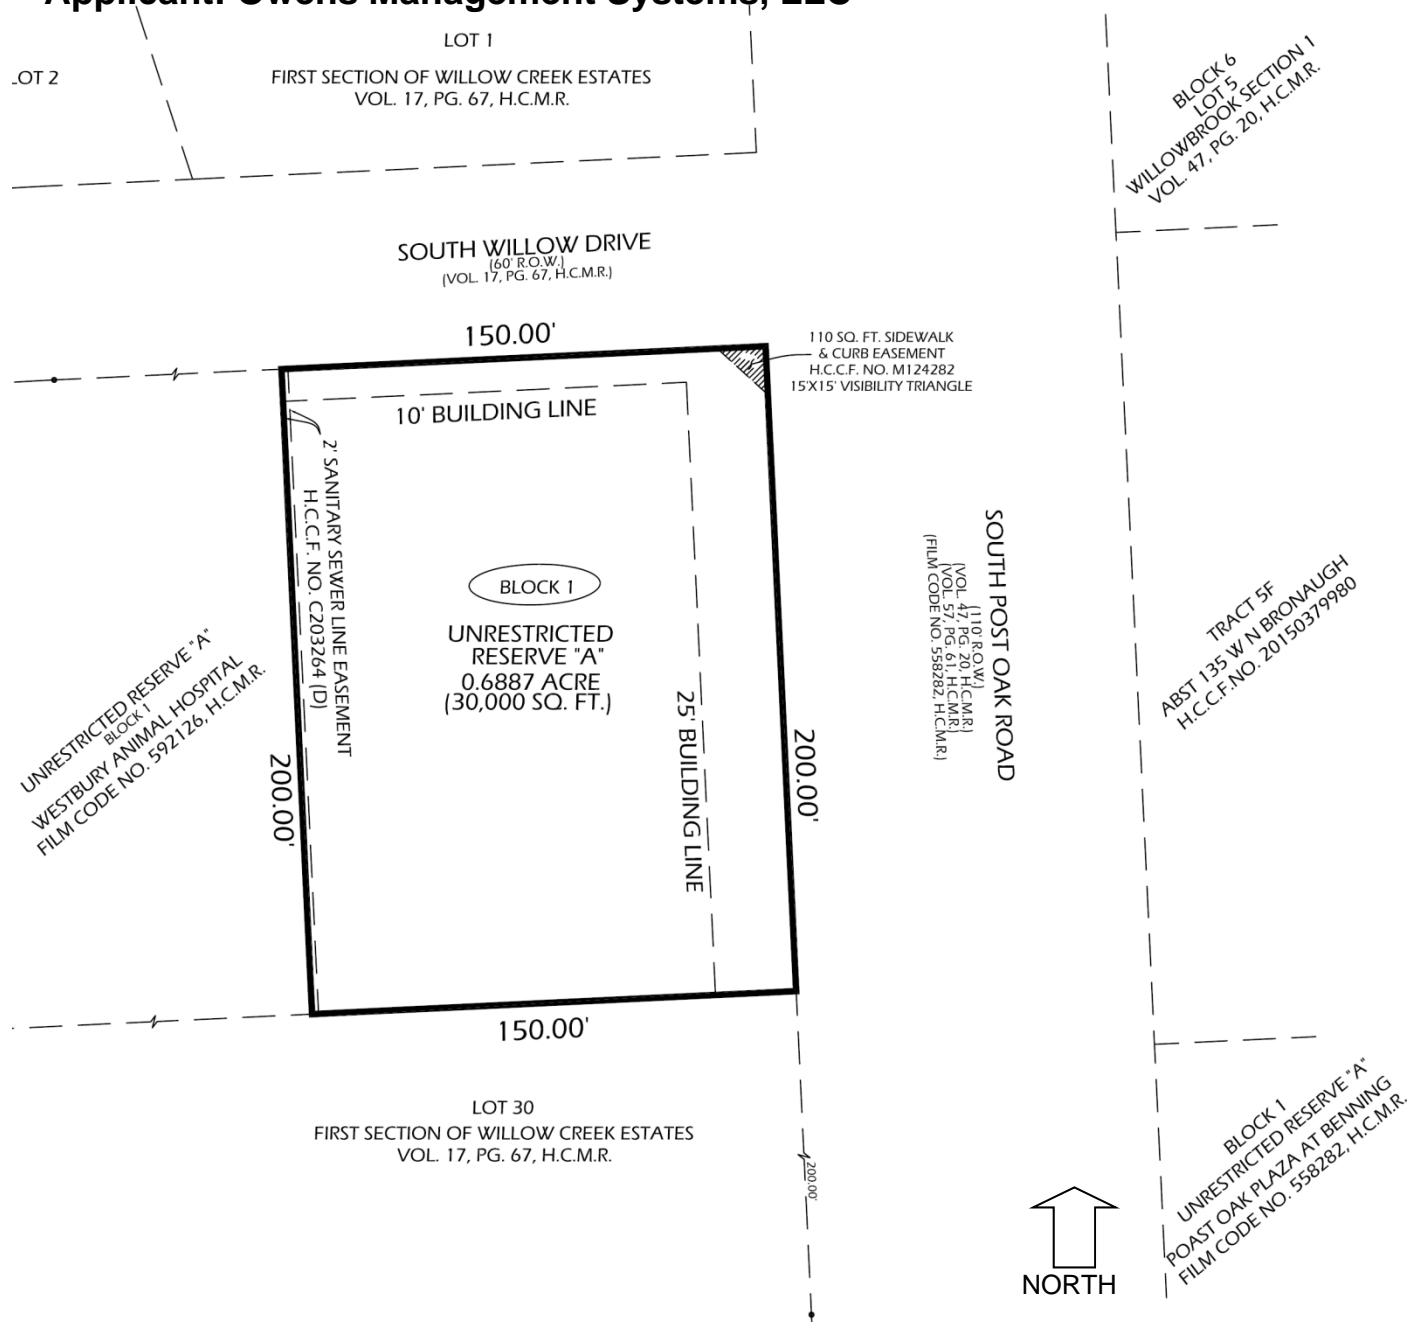 Applicant: Owens Management Systems, LLC
LOT 1
LOT 2
FIRST SECTION OF WILLOW CREEK ESTATES
VOL. 17, PG. 67, H.C.M.R.
BLOCK 6
LOT 5
WILLOWBROOK SECTION 1
VOL. 47, PG. 20, H.C.M.R.
SOUTH WILLOW DRIVE
(60' R.O.W.)
(VOL. 17, PG. 67, H.C.M.R.)
150.00'
110 SQ. FT. SIDEWALK
& CURB EASEMENT
H.C.C.F. NO. M124282
15'X15' VISIBILITY TRIANGLE
10' BUILDING LINE
2' SANITARY SEWER LINE EASEMENT
H.C.C.F. NO. C203264 (D)
BLOCK 1
UNRESTRICTED
RESERVE "A"
0.6887 ACRE
(30,000 SQ. FT.)
25' BUILDING LINE
200.00'
200.00'
SOUTH POST OAK ROAD
(110' R.O.W.)
(VOL. 47, PG. 20, H.C.M.R.)
(VOL. 57, PG. 61, H.C.M.R.)
(FILM CODE NO. 558282, H.C.M.R.)
UNRESTRICTED RESERVE "A"
BLOCK 1
WESTBURY ANIMAL HOSPITAL
FILM CODE NO. 592126, H.C.M.R.
TRACT 5F
ABST 135 W N BRONAUGH
H.C.C.F.NO. 20150379980
150.00'
LOT 30
FIRST SECTION OF WILLOW CREEK ESTATES
VOL. 17, PG. 67, H.C.M.R.
200.00'
BLOCK 1
UNRESTRICTED RESERVE "A"
POAST OAK PLAZA AT BENNING
FILM CODE NO. 558282, H.C.M.R.
NORTH